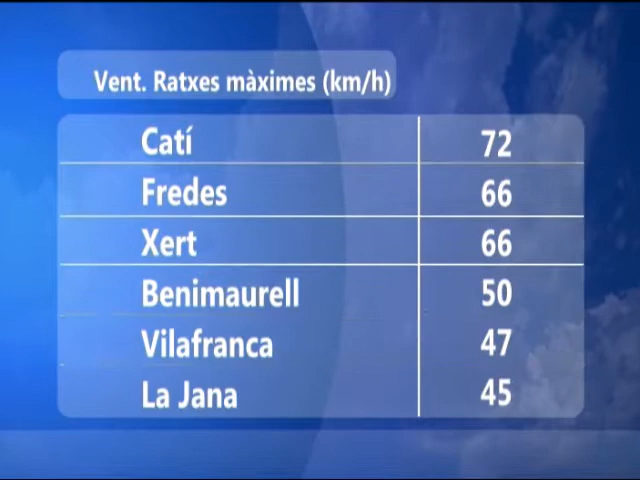 Vent. Ratxes màximes (km/h)
Catí 72
Fredes 66
Xert 66
Benimaurell 50
Vilafranca 47
La Jana 45